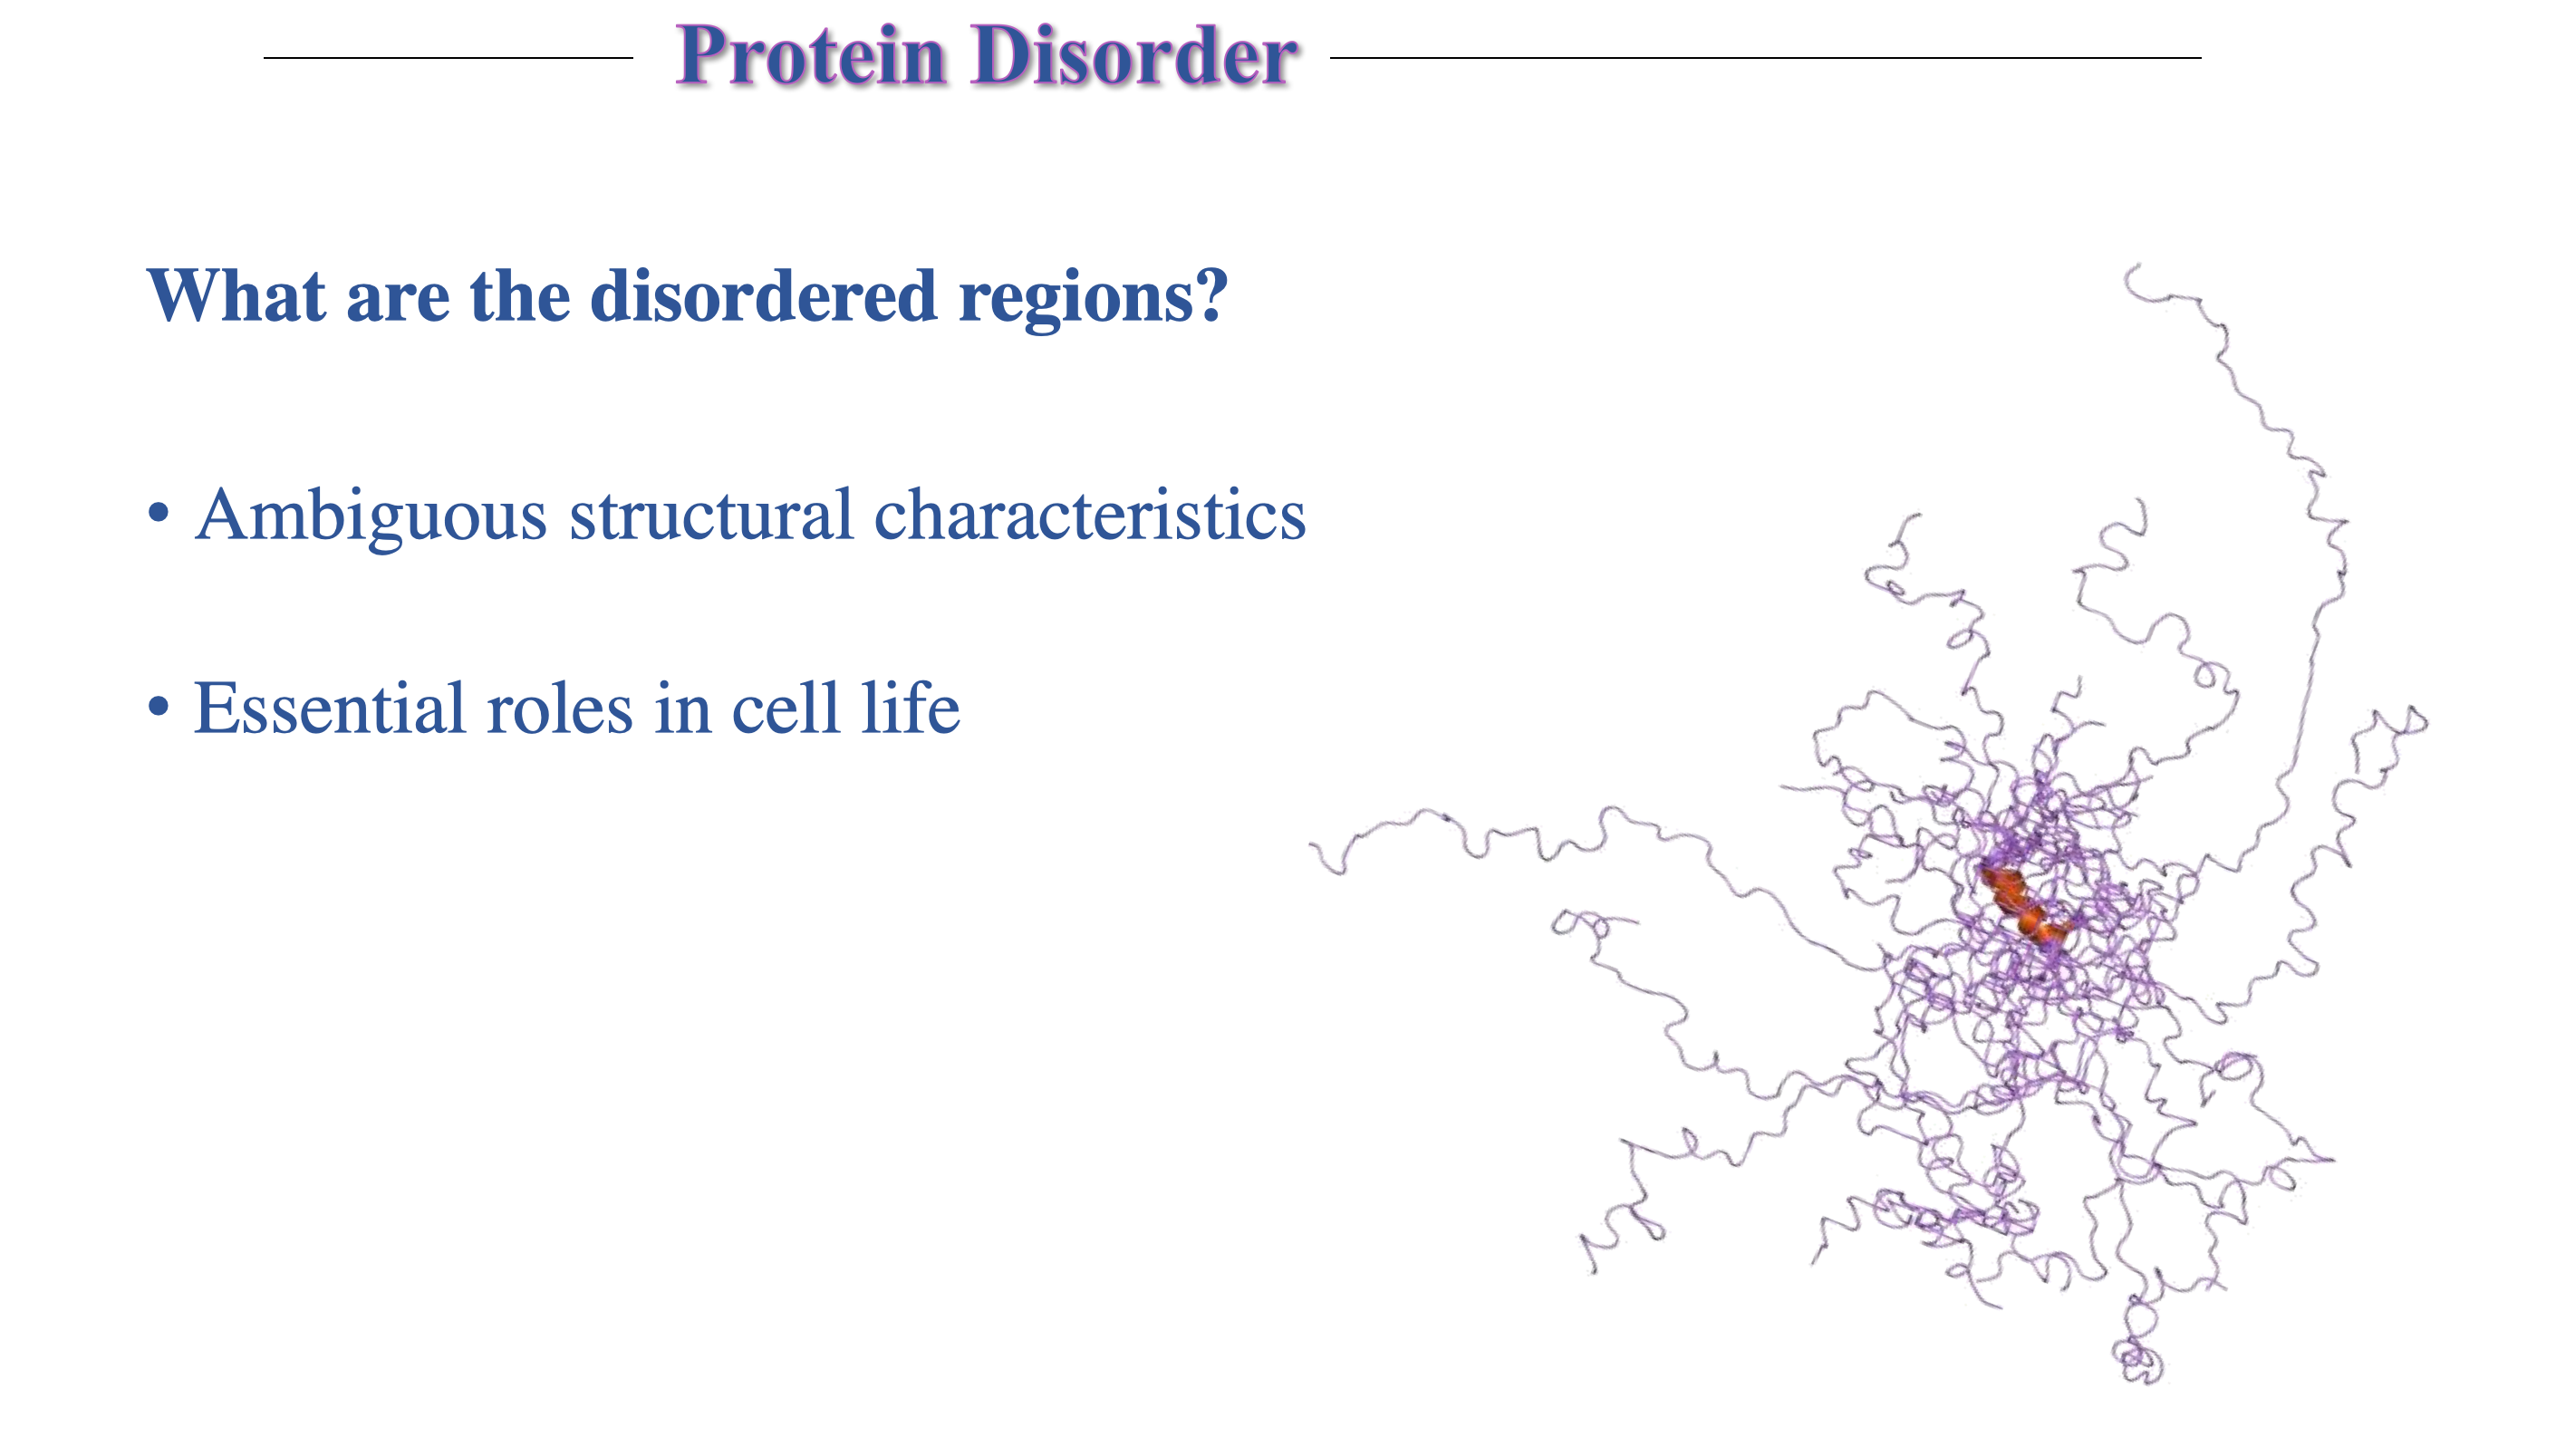 Protein Disorder
What are the disordered regions?
• Ambiguous structural characteristics
• Essential roles in cell life